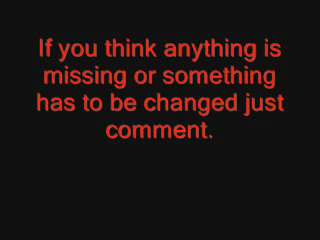 If you think anything is
missing or something
has to be changed just
comment.